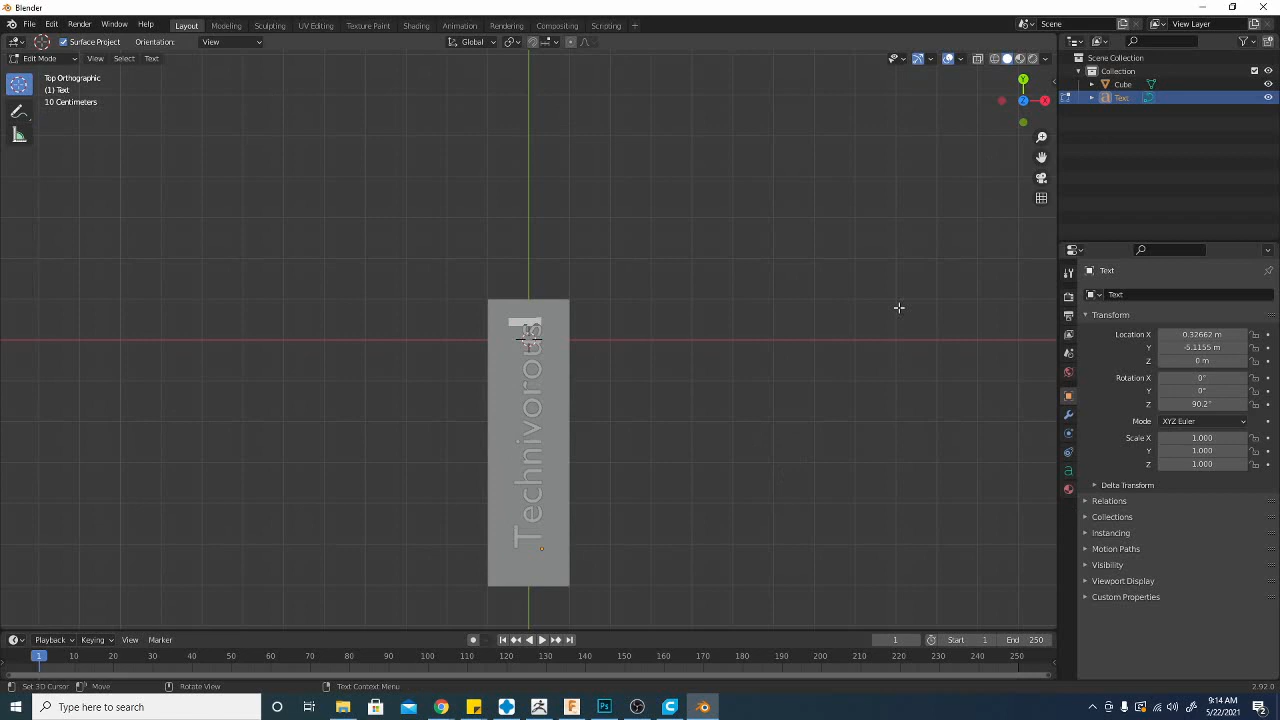 Blender
File Edit Render Window Help
Layout Modeling Sculpting UV Editing Texture Paint Shading Animation Rendering Compositing Scripting +
Scene
View Layer
Surface Project Orientation: View
Global
Edit Mode View Select Text
Top Orthographic
(1) Text
10 Centimeters
Y
Z
X
Technivorous
Scene Collection
Collection
Cube
Text
Text
Text
Transform
Location X 0.32662 m
Y -5.1155 m
Z 0 m
Rotation X 0°
Y 0°
Z 90.2°
Mode XYZ Euler
Scale X 1.000
Y 1.000
Z 1.000
Delta Transform
Relations
Collections
Instancing
Motion Paths
Visibility
Viewport Display
Custom Properties
Playback Keying View Marker
1 Start 1 End 250
1 10 20 30 40 50 60 70 80 90 100 110 120 130 140 150 160 170 180 190 200 210 220 230 240 250
Set 3D Cursor Move Rotate View Text Context Menu 2.92.0
Type here to search
9:14 AM
5/22/2021